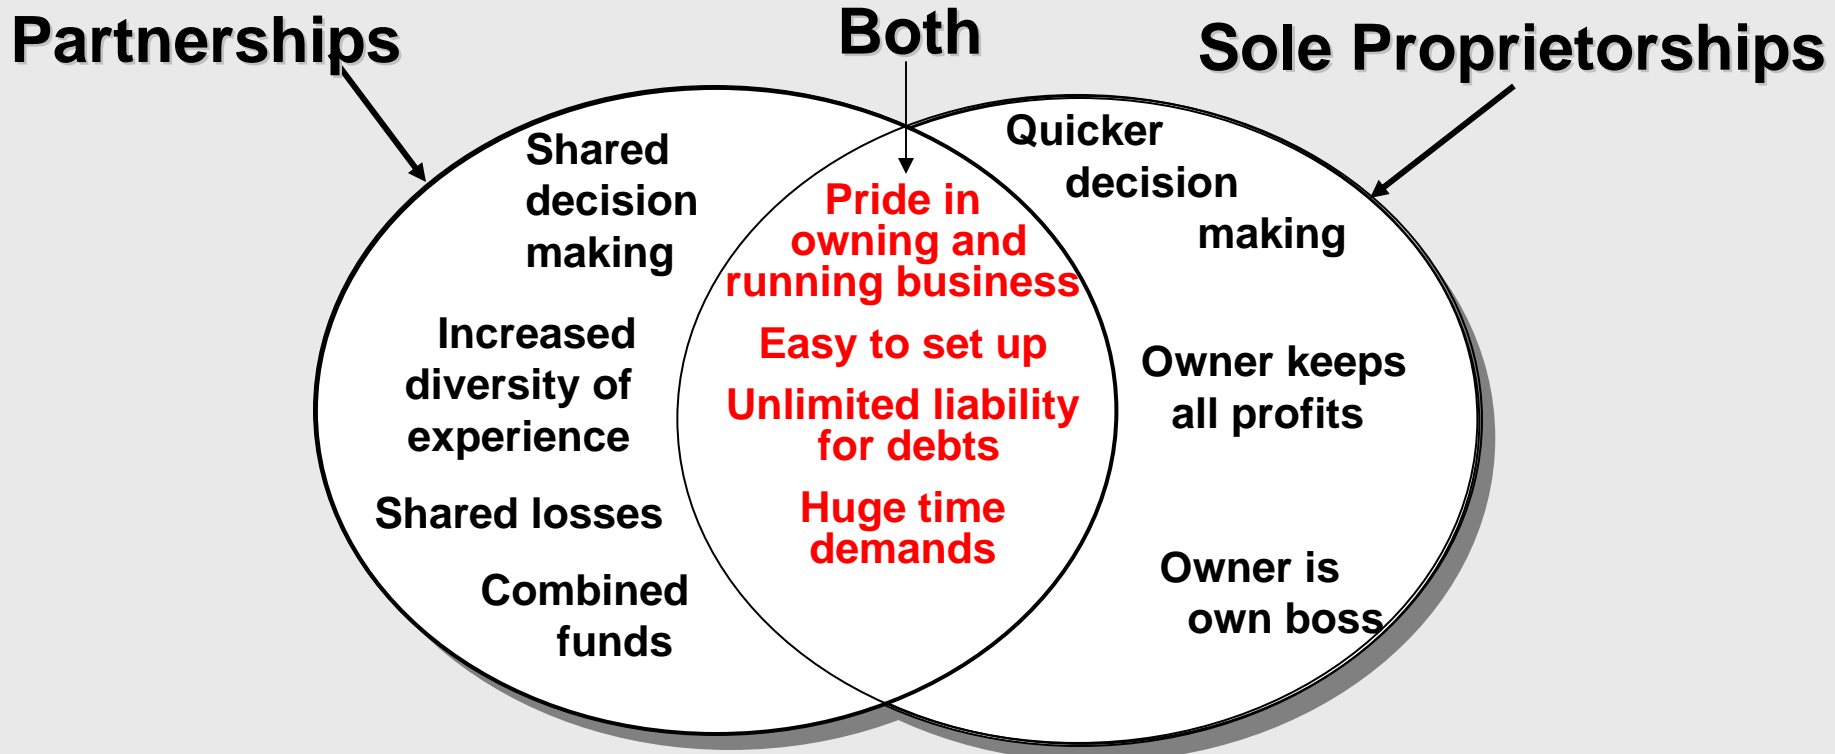 Partnerships
Both
Sole Proprietorships
Shared
decision
making
Increased
diversity of
experience
Shared losses
Combined
funds
Pride in
owning and
running business
Easy to set up
Unlimited liability
for debts
Huge time
demands
Quicker
decision
making
Owner keeps
all profits
Owner is
own boss